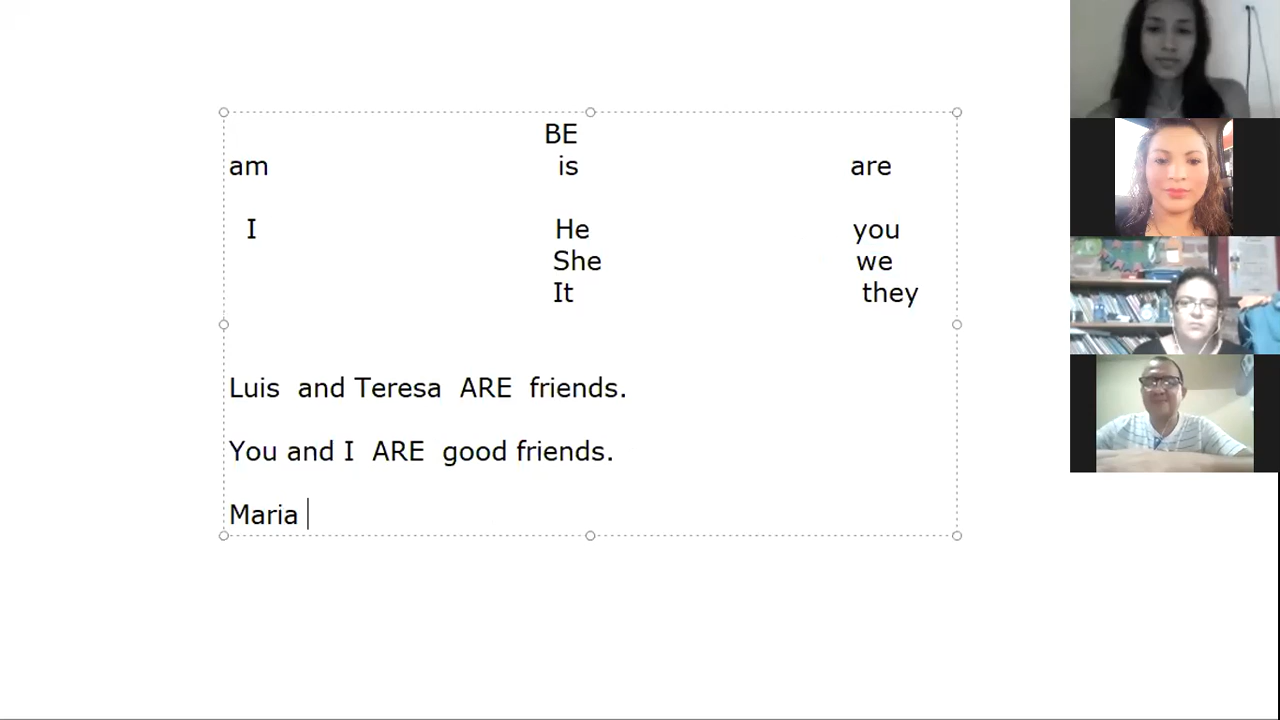 BE
am is are
I He you
She we
It they
Luis and Teresa ARE friends.
You and I ARE good friends.
Maria